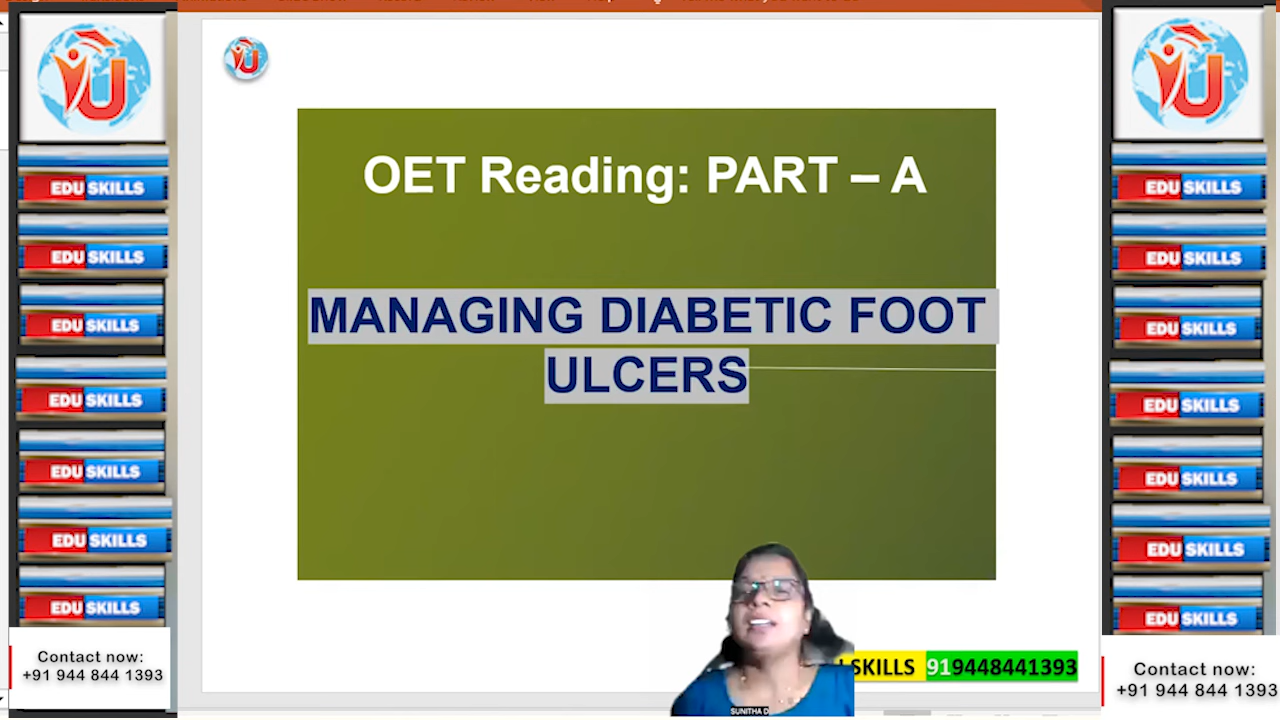 OET Reading: PART – A
MANAGING DIABETIC FOOT
ULCERS
EDU SKILLS
EDU SKILLS
EDU SKILLS
EDU SKILLS
EDU SKILLS
EDU SKILLS
EDU SKILLS
Contact now:
+91 944 844 1393
EDU SKILLS
EDU SKILLS
EDU SKILLS
EDU SKILLS
EDU SKILLS
EDU SKILLS
EDU SKILLS
Contact now:
+91 944 844 1393
SKILLS 919448441393
SUNITHA D